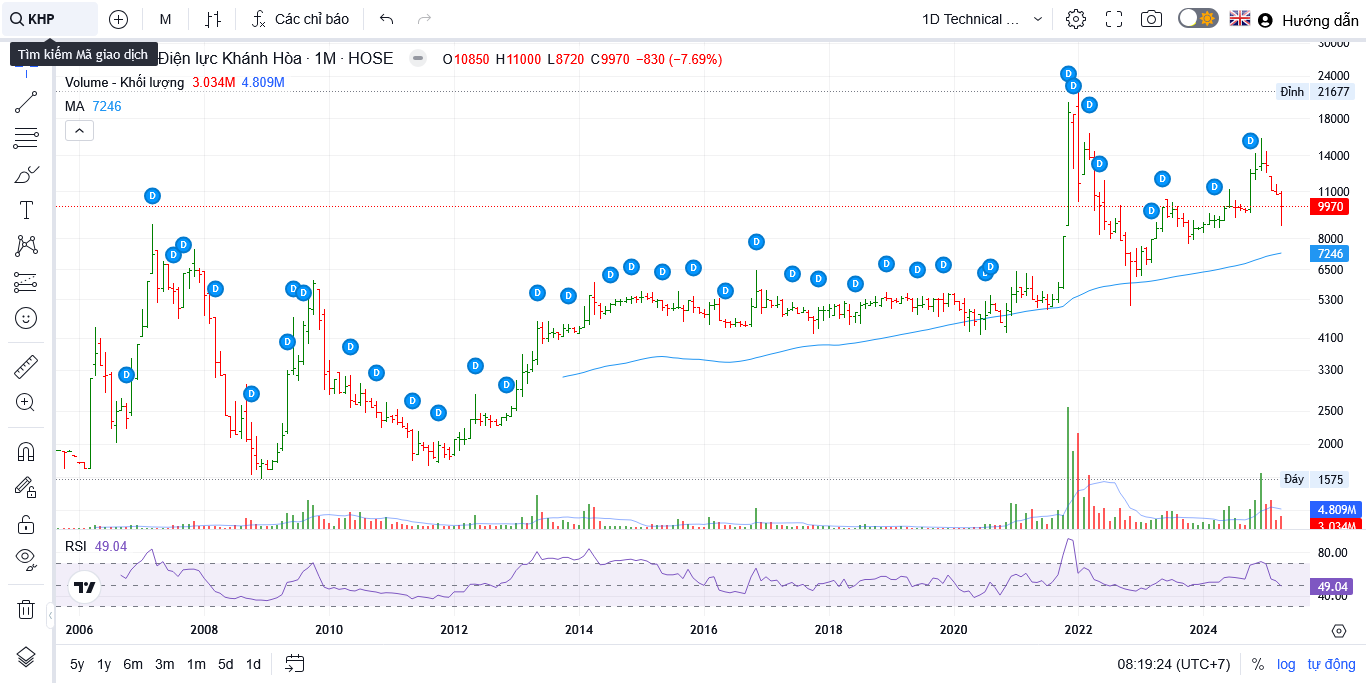 KHP
M
Các chỉ báo
1D Technical ...
Hướng dẫn
Tìm kiếm Mã giao dịch
Điện lực Khánh Hòa · 1M · HOSE
O10850 H11000 L8720 C9970 −830 (−7.69%)
Volume - Khối lượng 3.034M 4.809M
MA 7246
30000
24000
Đỉnh 21677
18000
14000
11000
9970
8000
7246
6500
5300
4100
3300
2500
2000
Đáy 1575
4.809M
3.034M
RSI 49.04
80.00
49.04
40.00
D D D D D D D D D D D D D D D D D D D D D D D D D D D D D D D D D D D D D D D
2006 2008 2010 2012 2014 2016 2018 2020 2022 2024
5y 1y 6m 3m 1m 5d 1d
08:19:24 (UTC+7) % log tự động